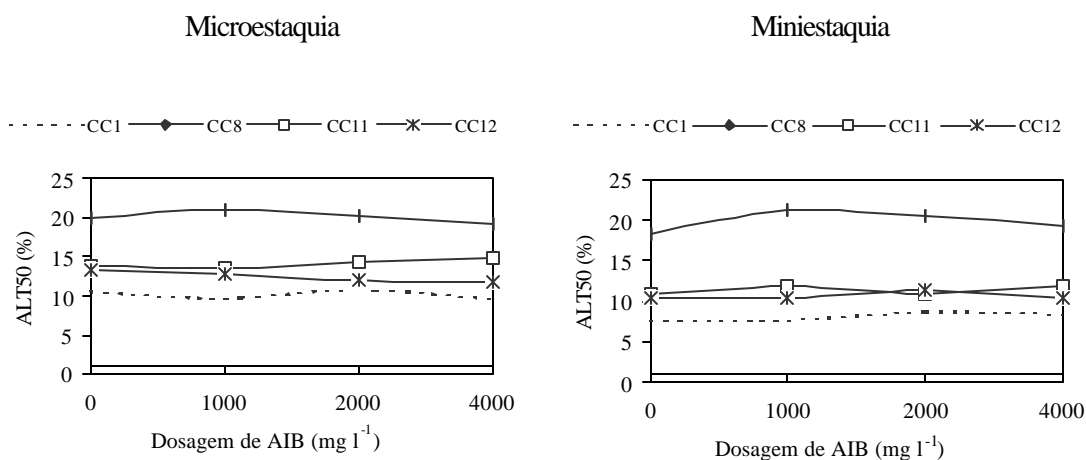 Microestaquia
Miniestaquia
CC1 CC8 CC11 CC12
CC1 CC8 CC11 CC12
ALT50 (%)
25
20
15
10
5
0
0 1000 2000 4000
Dosagem de AIB (mg l-1)
ALT50 (%)
25
20
15
10
5
0
0 1000 2000 4000
Dosagem de AIB (mg l-1)